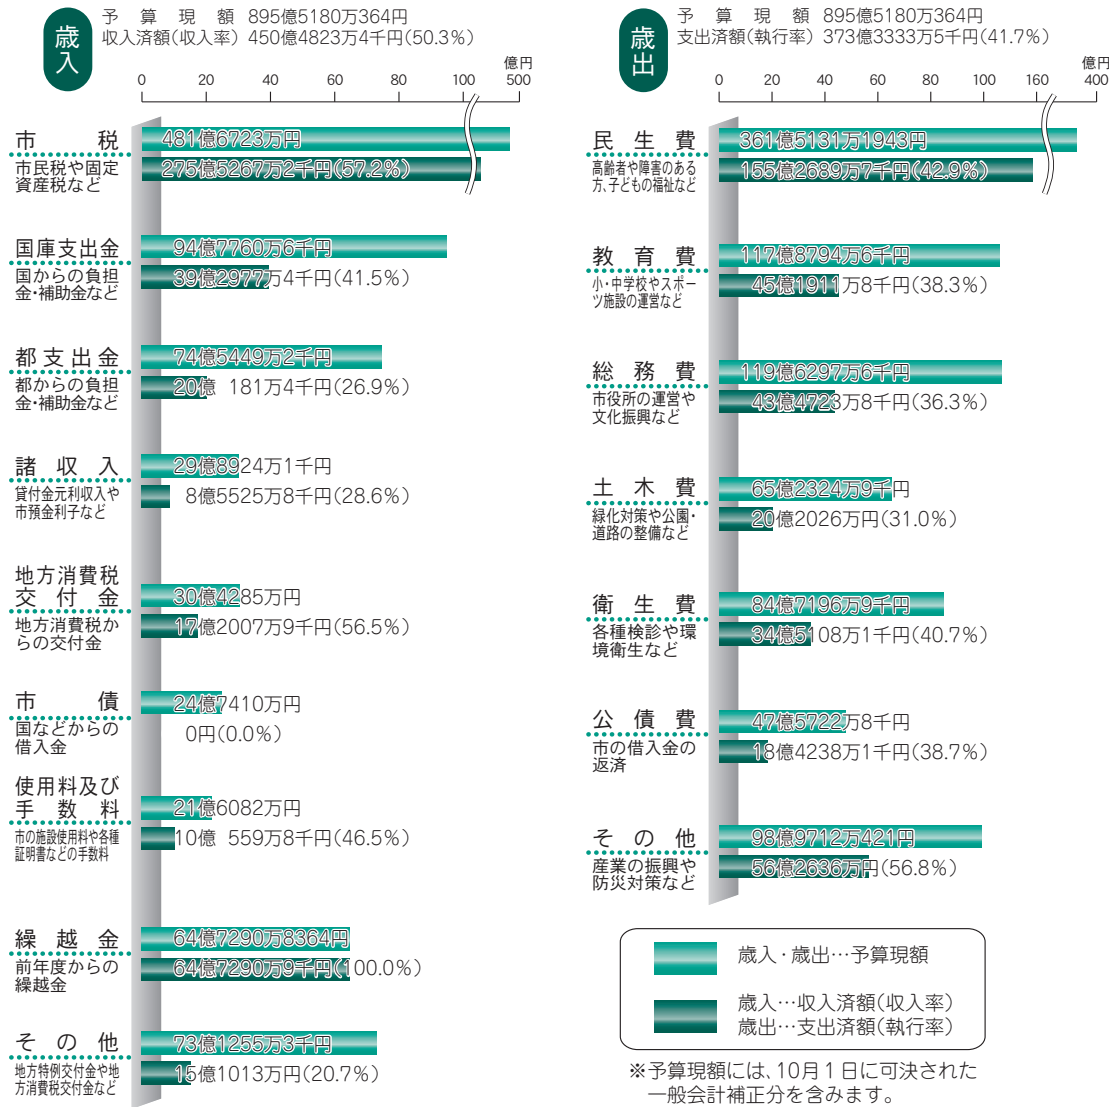 歳入
予算現額 895億5180万364円
収入済額(収入率) 450億4823万4千円(50.3%)
億円
0 20 40 60 80 100 500
市税
481億6723万円
市民税や固定
資産税など
275億5267万2千円(57.2%)
国庫支出金
94億7760万6千円
国からの負担
金・補助金など
39億2977万4千円(41.5%)
都支出金
74億5449万2千円
都からの負担
金・補助金など
20億 181万4千円(26.9%)
諸収入
29億8924万1千円
貸付金元利収入や
市預金利子など
8億5525万8千円(28.6%)
地方消費税
交付金
30億4285万円
地方消費税か
らの交付金
17億2007万9千円(56.5%)
市債
24億7410万円
国などからの
借入金
0円(0.0%)
使用料及び
手数料
21億6082万円
市の施設使用料や各種
証明書などの手数料
10億 559万8千円(46.5%)
繰越金
64億7290万8364円
前年度からの
繰越金
64億7290万9千円(100.0%)
その他
73億1255万3千円
地方特例交付金や地
方消費税交付金など
15億1013万円(20.7%)
歳出
予算現額 895億5180万364円
支出済額(執行率) 373億3333万5千円(41.7%)
億円
0 20 40 60 80 100 160 400
民生費
361億5131万1943円
高齢者や障害のある
方、子どもの福祉など
155億2689万7千円(42.9%)
教育費
117億8794万6千円
小・中学校やスポー
ツ施設の運営など
45億1911万8千円(38.3%)
総務費
119億6297万6千円
市役所の運営や
文化振興など
43億4723万8千円(36.3%)
土木費
65億2324万9千円
緑化対策や公園・
道路の整備など
20億2026万円(31.0%)
衛生費
84億7196万9千円
各種検診や環
境衛生など
34億5108万1千円(40.7%)
公債費
47億5722万8千円
市の借入金の
返済
18億4238万1千円(38.7%)
その他
98億9712万421円
産業の振興や
防災対策など
56億2636万円(56.8%)
歳入・歳出…予算現額
歳入…収入済額(収入率)
歳出…支出済額(執行率)
※予算現額には、10月1日に可決された
一般会計補正分を含みます。